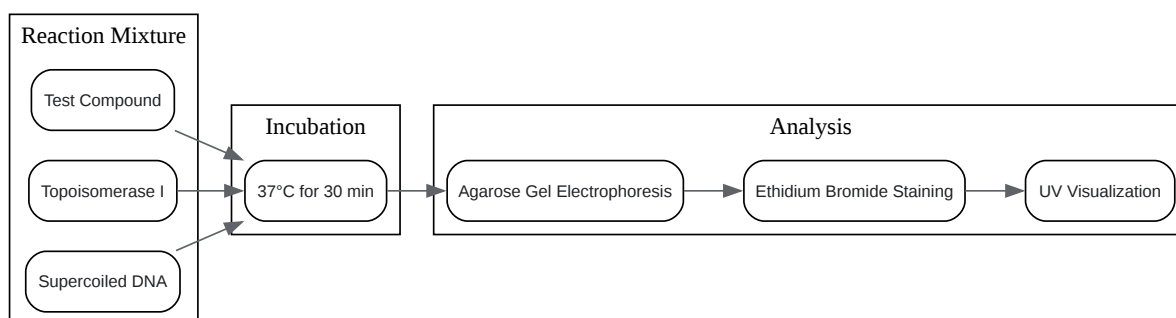 Reaction Mixture
Test Compound
Topoisomerase I
Supercoiled DNA
Incubation
37°C for 30 min
Analysis
Agarose Gel Electrophoresis
Ethidium Bromide Staining
UV Visualization